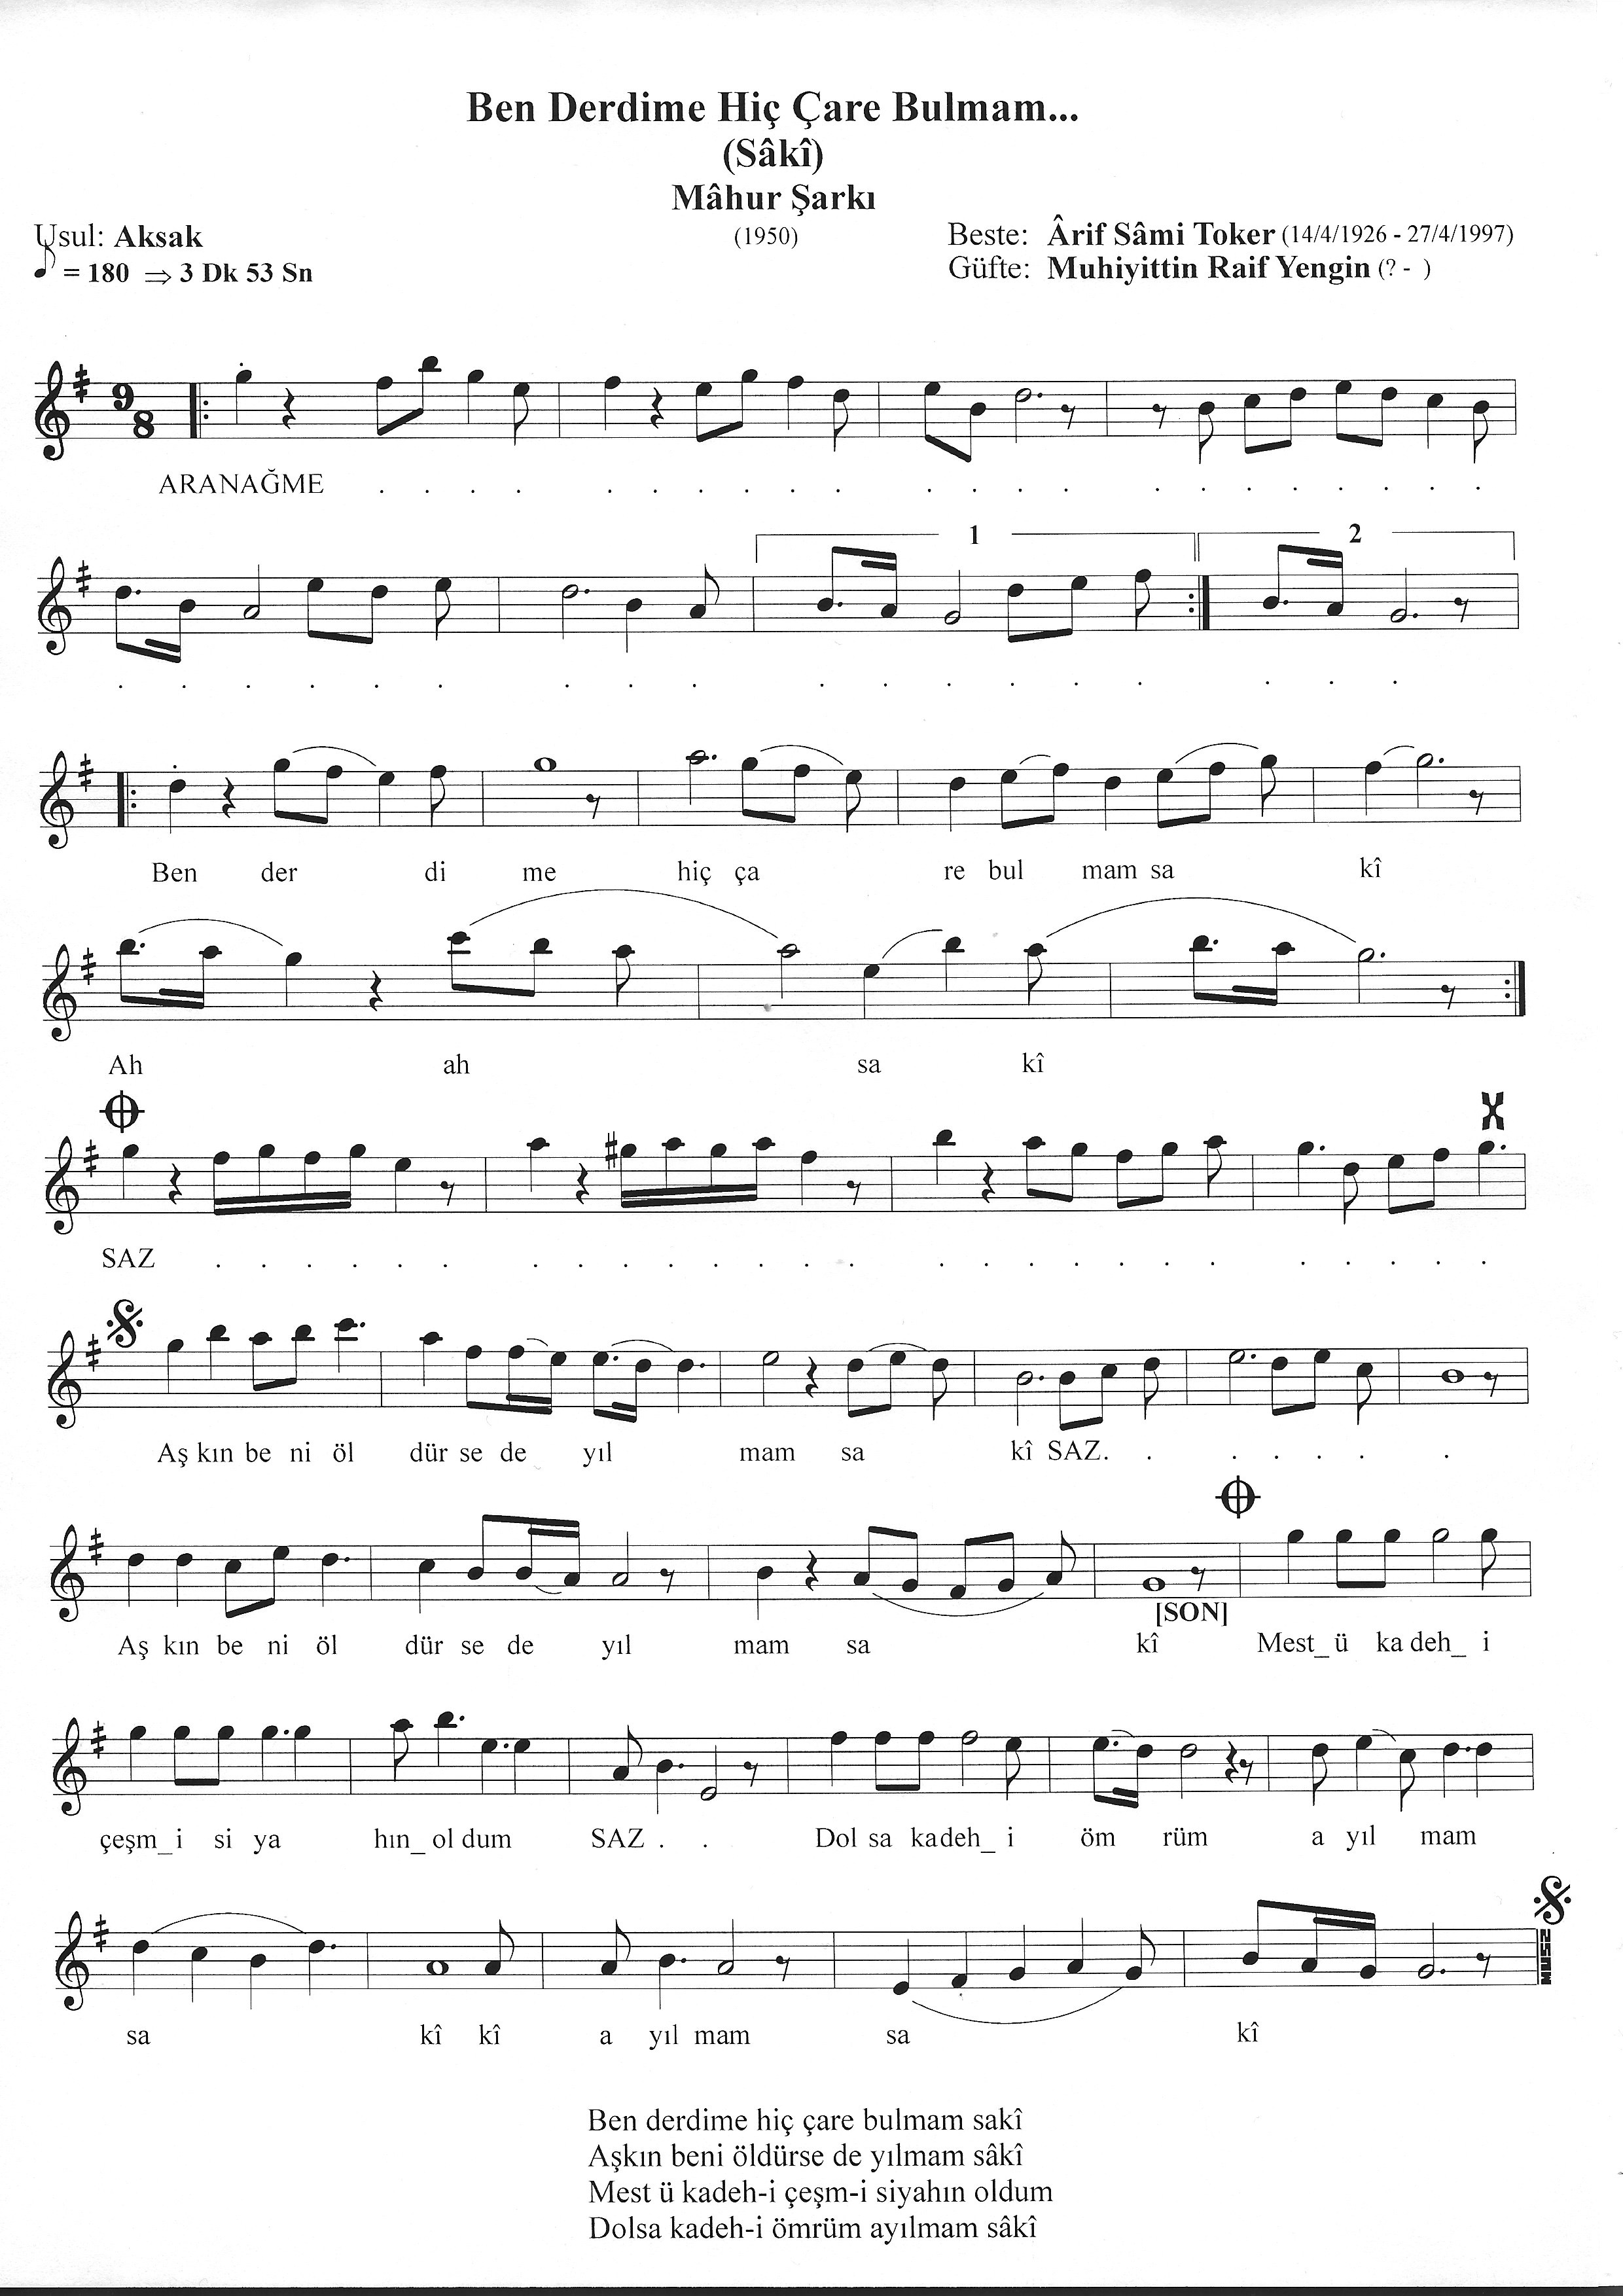 Ben Derdime Hiç Çare Bulmam...
(Sâkî)
Mâhur Şarkı
(1950)
Usul: Aksak
= 180 ⇒ 3 Dk 53 Sn
Beste: Ârif Sâmi Toker (14/4/1926 - 27/4/1997)
Güfte: Muhiyittin Raif Yengin (? - )
9
8
ARANAĞME . . . . . . . . . . . . . . . . . . . . .
1 2
. . . . . . . . . . . . . . . . . .
Ben der di me hiç ça re bul mam sa kî
Ah ah sa kî
SAZ . . . . . . . . . . . . . . . . . . . . . . . .
Aş kın be ni öl dür se de yıl mam sa kî SAZ. . . . . . .
Aş kın be ni öl dür se de yıl mam sa kî Mest_ ü ka deh_ i
[SON]
çeşm_ i si ya hın_ ol dum SAZ . . Dol sa ka deh_ i öm rüm a yıl mam
sa kî kî a yıl mam sa kî
Ben derdime hiç çare bulmam sakî
Aşkın beni öldürse de yılmam sâkî
Mest ü kadeh-i çeşm-i siyahın oldum
Dolsa kadeh-i ömrüm ayılmam sâkî